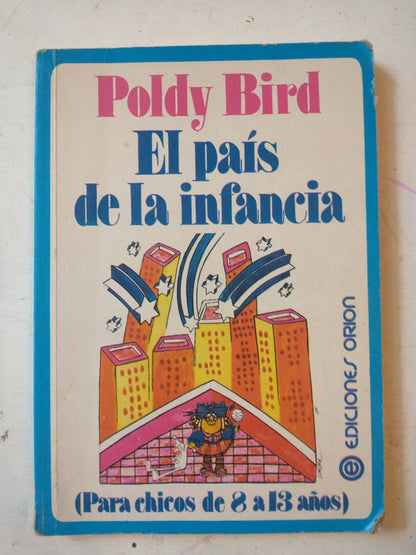 Poldy Bird
El país
de la infancia
EDICIONES ORION
(Para chicos de 8 a 13 años)